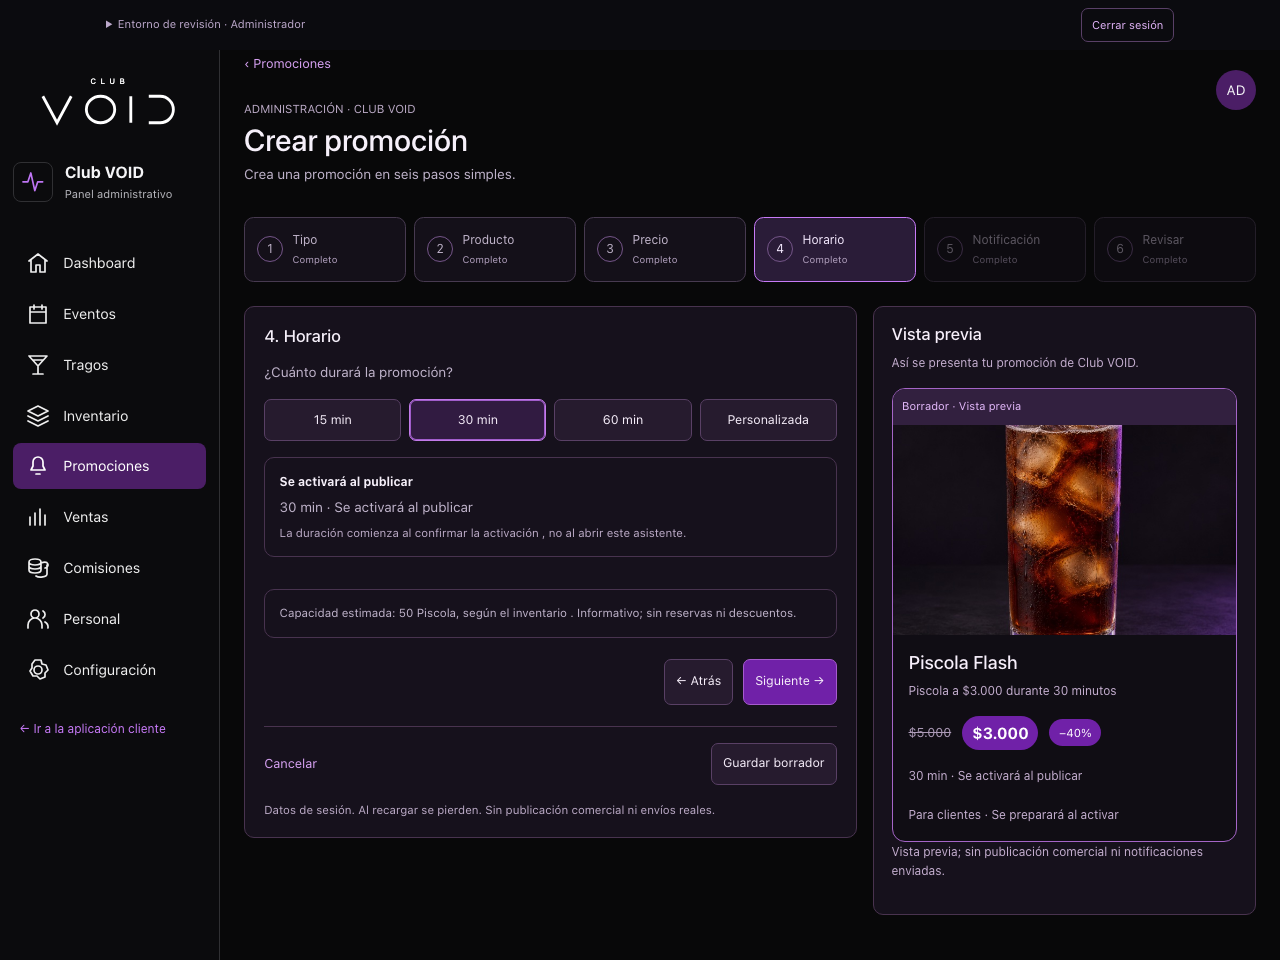 Entorno de revisión · Administrador
Cerrar sesión
CLUB
VOID
Club VOID
Panel administrativo
Dashboard
Eventos
Tragos
Inventario
Promociones
Ventas
Comisiones
Personal
Configuración
← Ir a la aplicación cliente
‹ Promociones
AD
ADMINISTRACIÓN · CLUB VOID
Crear promoción
Crea una promoción en seis pasos simples.
1 Tipo
Completo
2 Producto
Completo
3 Precio
Completo
4 Horario
Completo
5 Notificación
Completo
6 Revisar
Completo
4. Horario
¿Cuánto durará la promoción?
15 min
30 min
60 min
Personalizada
Se activará al publicar
30 min · Se activará al publicar
La duración comienza al confirmar la activación , no al abrir este asistente.
Capacidad estimada: 50 Piscola, según el inventario . Informativo; sin reservas ni descuentos.
← Atrás
Siguiente →
Cancelar
Guardar borrador
Datos de sesión. Al recargar se pierden. Sin publicación comercial ni envíos reales.
Vista previa
Así se presenta tu promoción de Club VOID.
Borrador · Vista previa
Piscola Flash
Piscola a $3.000 durante 30 minutos
$5.000 $3.000 −40%
30 min · Se activará al publicar
Para clientes · Se preparará al activar
Vista previa; sin publicación comercial ni notificaciones
enviadas.